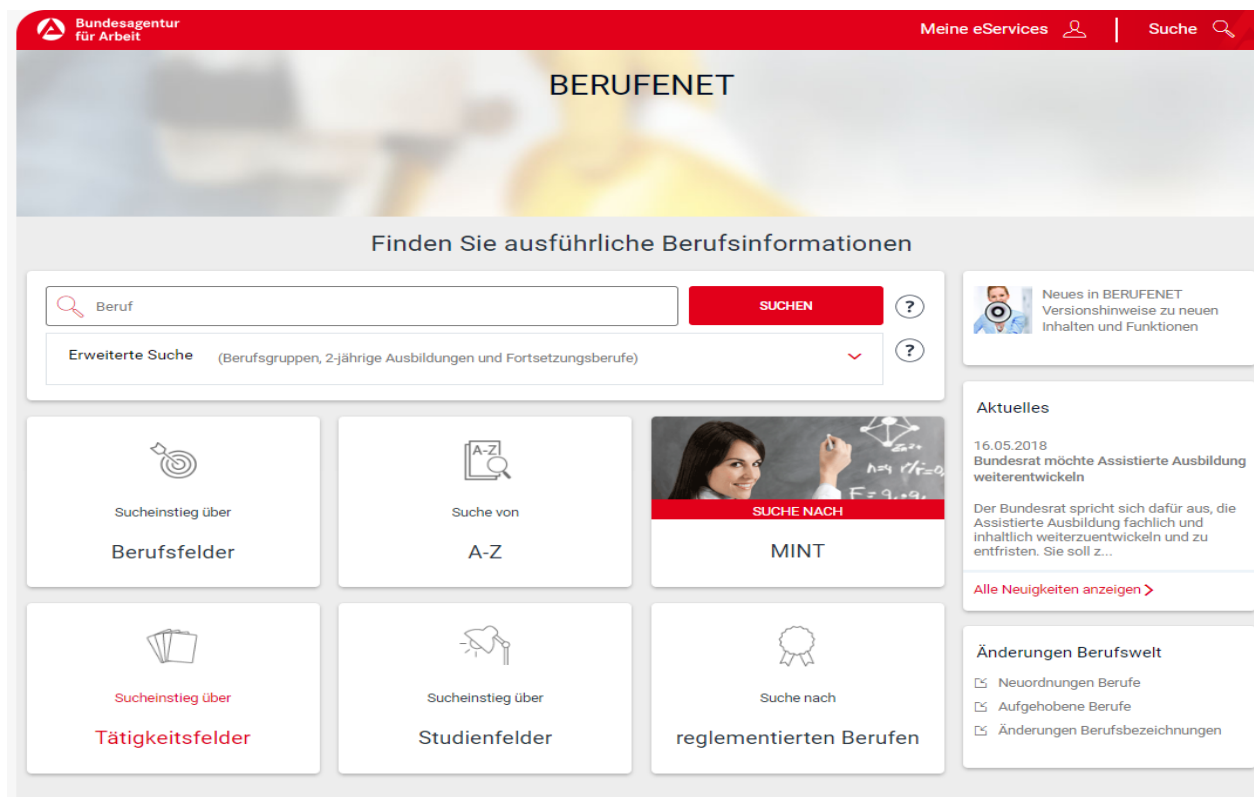 Bundesagentur
für Arbeit
Meine eServices
Suche
BERUFENET
Finden Sie ausführliche Berufsinformationen
Beruf
SUCHEN
?
Erweiterte Suche (Berufsgruppen, 2-jährige Ausbildungen und Fortsetzungsberufe)
?
Neues in BERUFENET
Versionshinweise zu neuen
Inhalten und Funktionen
Sucheinstieg über
Berufsfelder
A-Z
Suche von
A-Z
SUCHE NACH
MINT
Aktuelles
16.05.2018
Bundesrat möchte Assistierte Ausbildung
weiterentwickeln
Der Bundesrat spricht sich dafür aus, die
Assistierte Ausbildung fachlich und
inhaltlich weiterzuentwickeln und zu
entfristen. Sie soll z...
Alle Neuigkeiten anzeigen
Sucheinstieg über
Tätigkeitsfelder
Sucheinstieg über
Studienfelder
Suche nach
reglementierten Berufen
Änderungen Berufswelt
Neuordnungen Berufe
Aufgehobene Berufe
Änderungen Berufsbezeichnungen